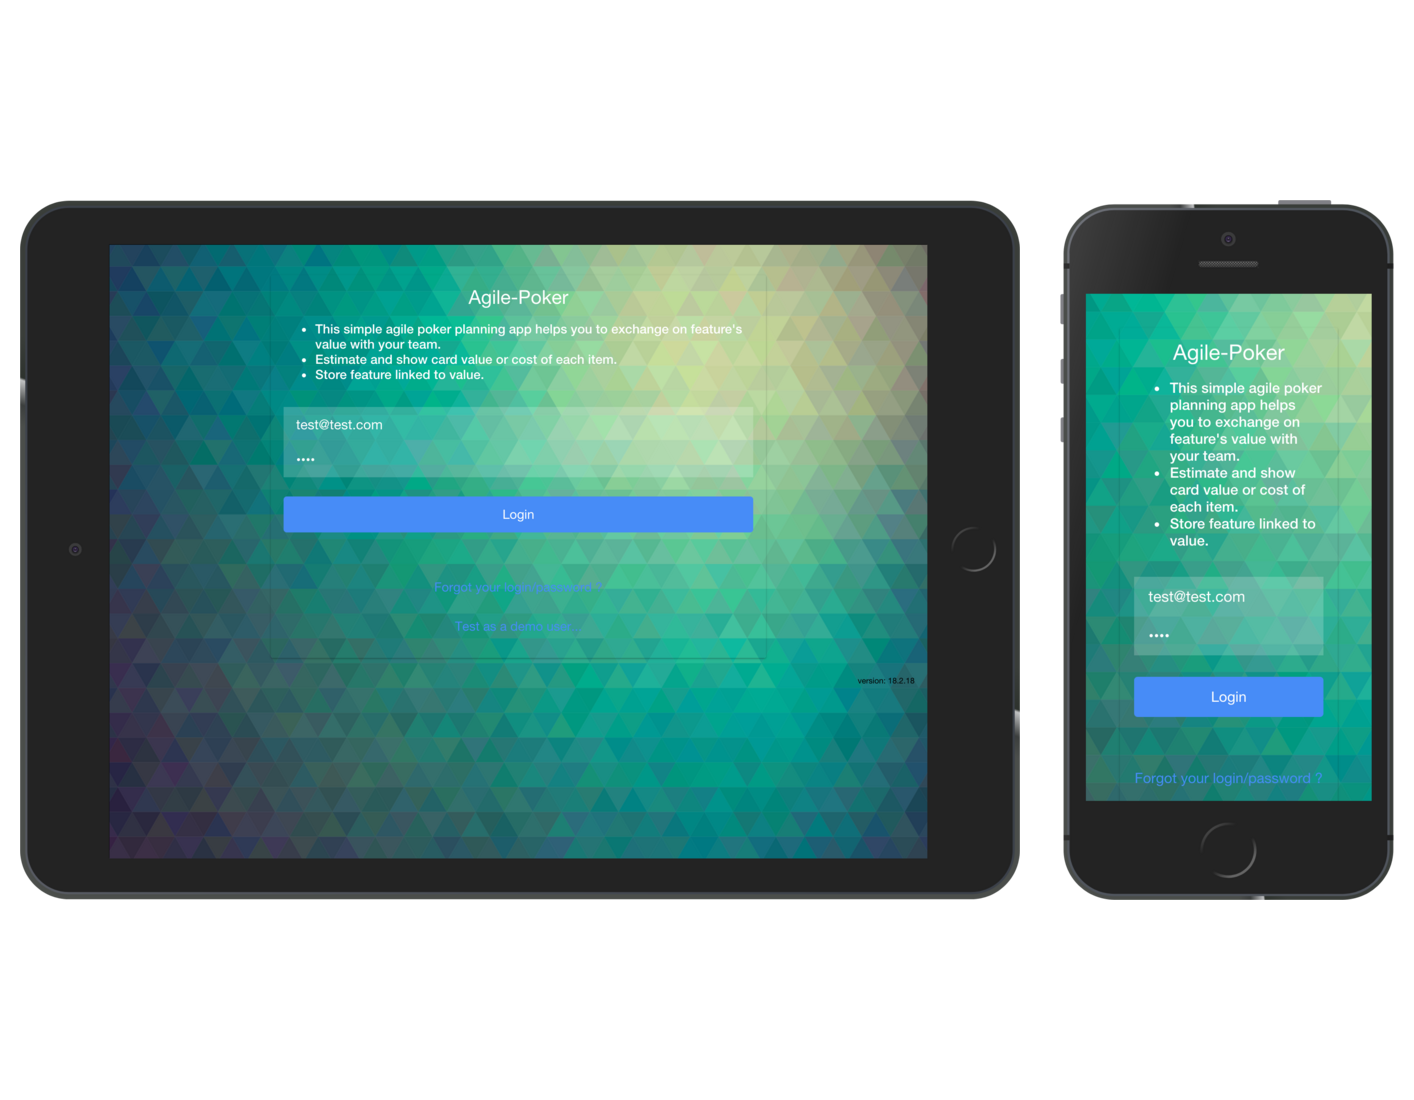 Agile-Poker
• This simple agile poker planning app helps you to exchange on feature's
value with your team.
• Estimate and show card value or cost of each item.
• Store feature linked to value.
test@test.com
••••
Login
Forgot your login/password ?
Test as a demo user
version: 18.2.18
Agile-Poker
• This simple agile poker
planning app helps
you to exchange on
feature's value with
your team.
• Estimate and show
card value or cost of
each item.
• Store feature linked to
value.
test@test.com
••••
Login
Forgot your login/password ?